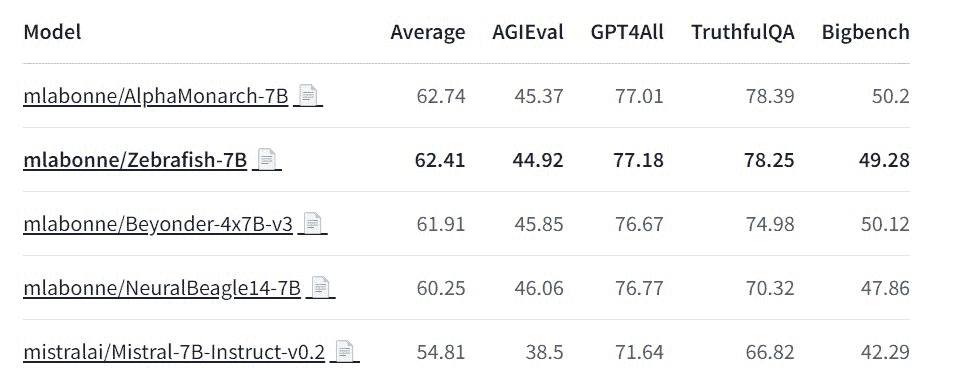 Model Average AGIEval GPT4All TruthfulQA Bigbench
mlabonne/AlphaMonarch-7B 62.74 45.37 77.01 78.39 50.2
mlabonne/Zebrafish-7B 62.41 44.92 77.18 78.25 49.28
mlabonne/Beyonder-4x7B-v3 61.91 45.85 76.67 74.98 50.12
mlabonne/NeuralBeagle14-7B 60.25 46.06 76.77 70.32 47.86
mistralai/Mistral-7B-Instruct-v0.2 54.81 38.5 71.64 66.82 42.29